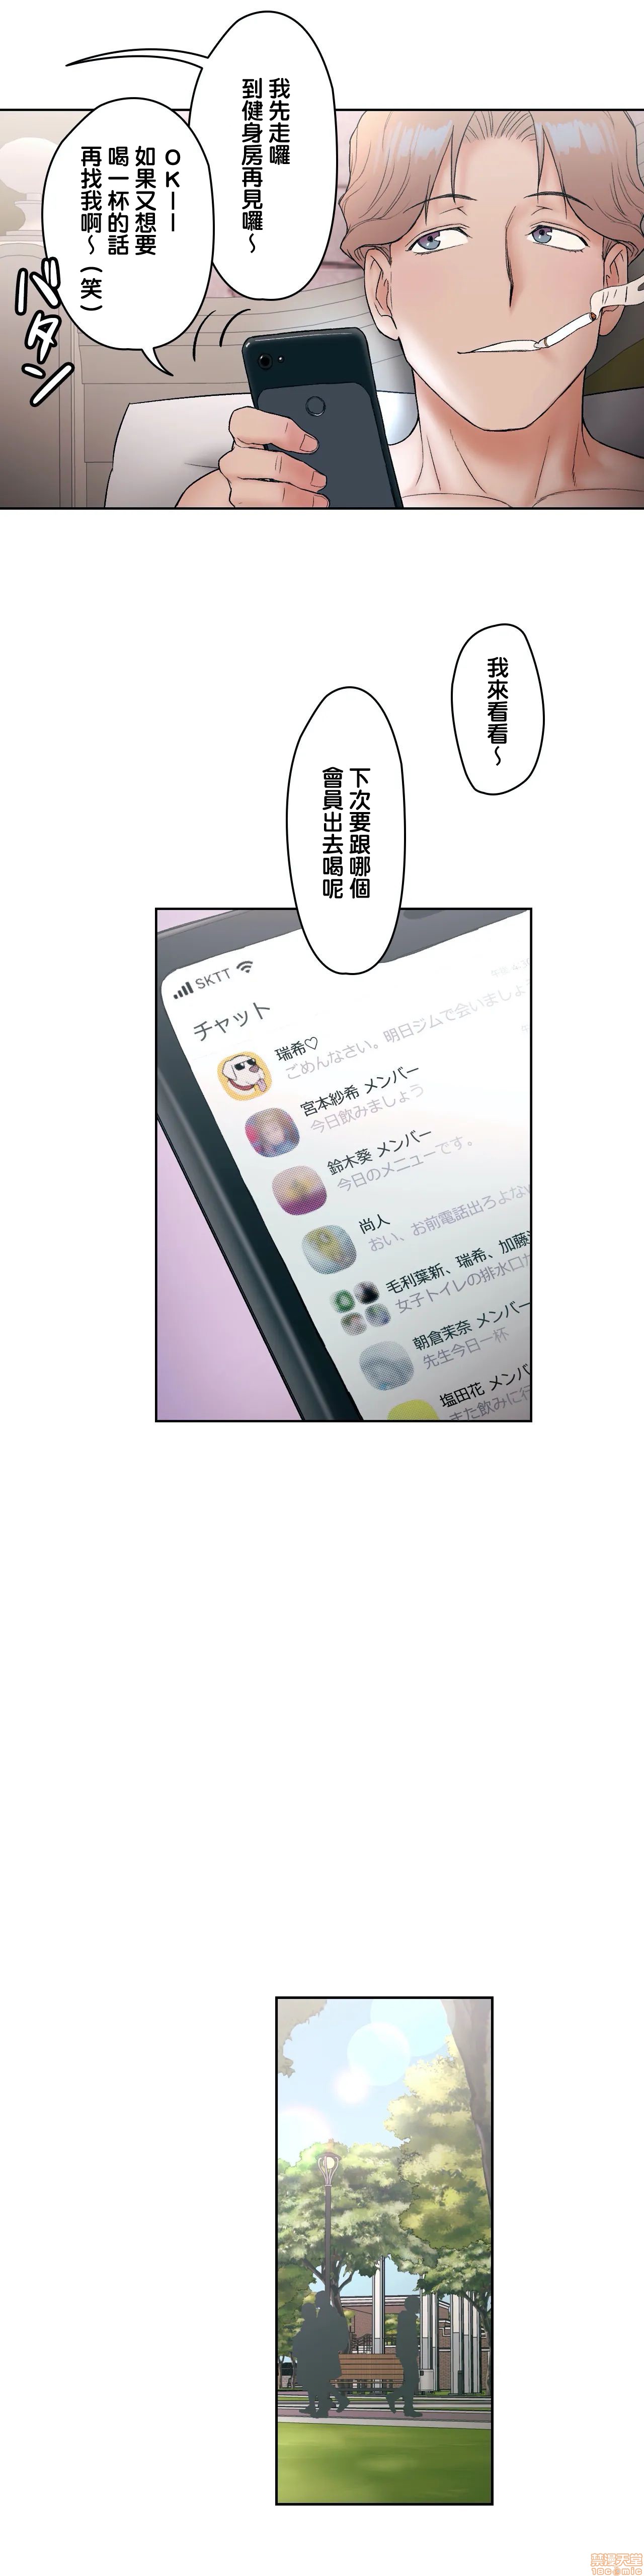 我先走囉
到健身房再見囉～
OK——
如果又想要
喝一杯的話
再找我啊～(笑)
バタン
我來看看～
下次要跟哪個
會員出去喝呢
SKTT
チャット
瑞希♡
ごめんなさい。明日ジムで会いましょ
宮本紗希 メンバー
今日飲みましょう
鈴木葵 メンバー
今日のメニューです。
尚人
おい、お前電話出ろよな
毛利葉新、瑞希、加藤
女子トイレの排水口
朝倉茉奈 メンバー
先生今日一杯
塩田花 メンバ
また飲みに行
禁漫天堂